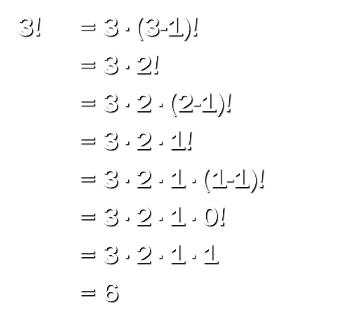 3! = 3 · (3-1)!
= 3 · 2!
= 3 · 2 · (2-1)!
= 3 · 2 · 1!
= 3 · 2 · 1 · (1-1)!
= 3 · 2 · 1 · 0!
= 3 · 2 · 1 · 1
= 6